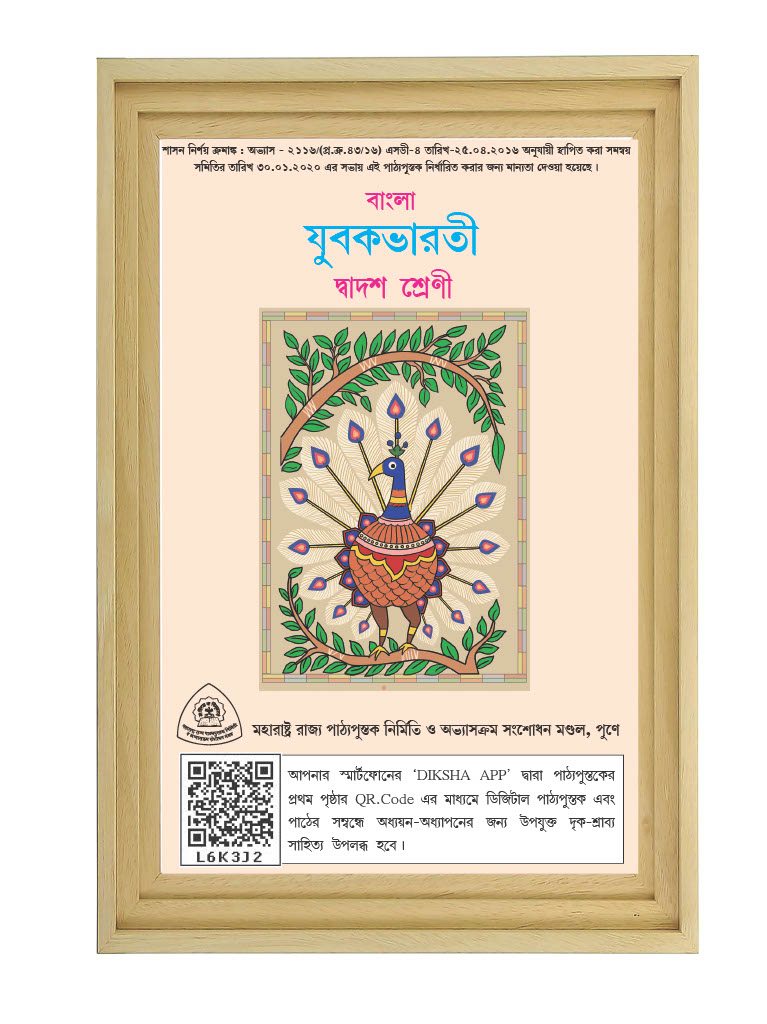 শাসন নির্ণয় ক্রমাঙ্ক : অভ্যাস - ২১১৬/(প্র.ক্র.৪৩/১৬) এসডী-৪ তারিখ-২৫.০৪.২০১৬ অনুযায়ী স্থাপিত করা সমন্বয়
সমিতির তারিখ ৩০.০১.২০২০ এর সভায় এই পাঠ্যপুস্তক নির্ধারিত করার জন্য মান্যতা দেওয়া হয়েছে।
বাংলা
যুবকভারতী
দ্বাদশ শ্রেণী
মহারাষ্ট্র রাজ্য পাঠ্যপুস্তক নির্মিতি ও অভ্যাসক্রম সংশোধন মণ্ডল, পুণে
আপনার স্মার্টফোনের ‘DIKSHA APP’ দ্বারা পাঠ্যপুস্তকের
প্রথম পৃষ্ঠার QR.Code এর মাধ্যমে ডিজিটাল পাঠ্যপুস্তক এবং
পাঠের সম্বন্ধে অধ্যয়ন-অধ্যাপনের জন্য উপযুক্ত দৃক-শ্রাব্য
সাহিত্য উপলব্ধ হবে।
L6K3J2